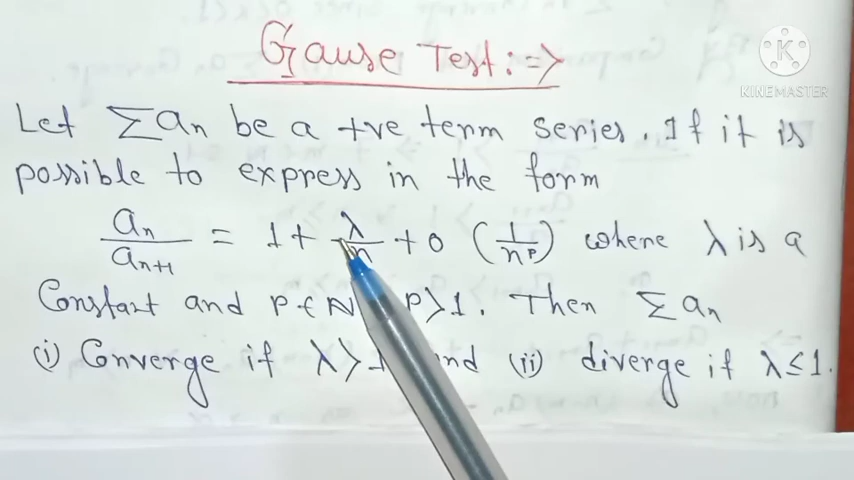 Gause Test :⇒
KINEMASTER
Let Σan be a +ve term series. If it is
possible to express in the form
an/an+1 = 1 + λ/n + 0 (1/n^p) where λ is a
Constant and P ∈ N P>1. Then Σan
(i) Converge if λ>1 and (ii) diverge if λ≤1.